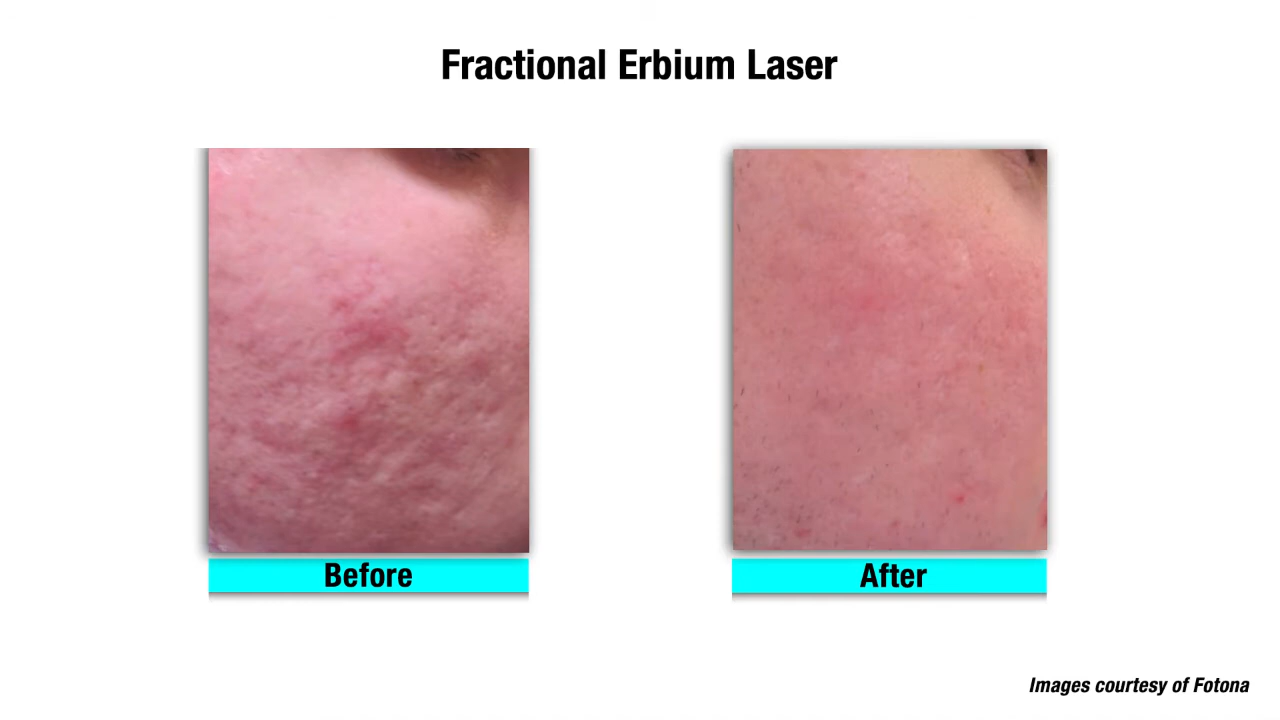 Fractional Erbium Laser
Before
After
Images courtesy of Fotona